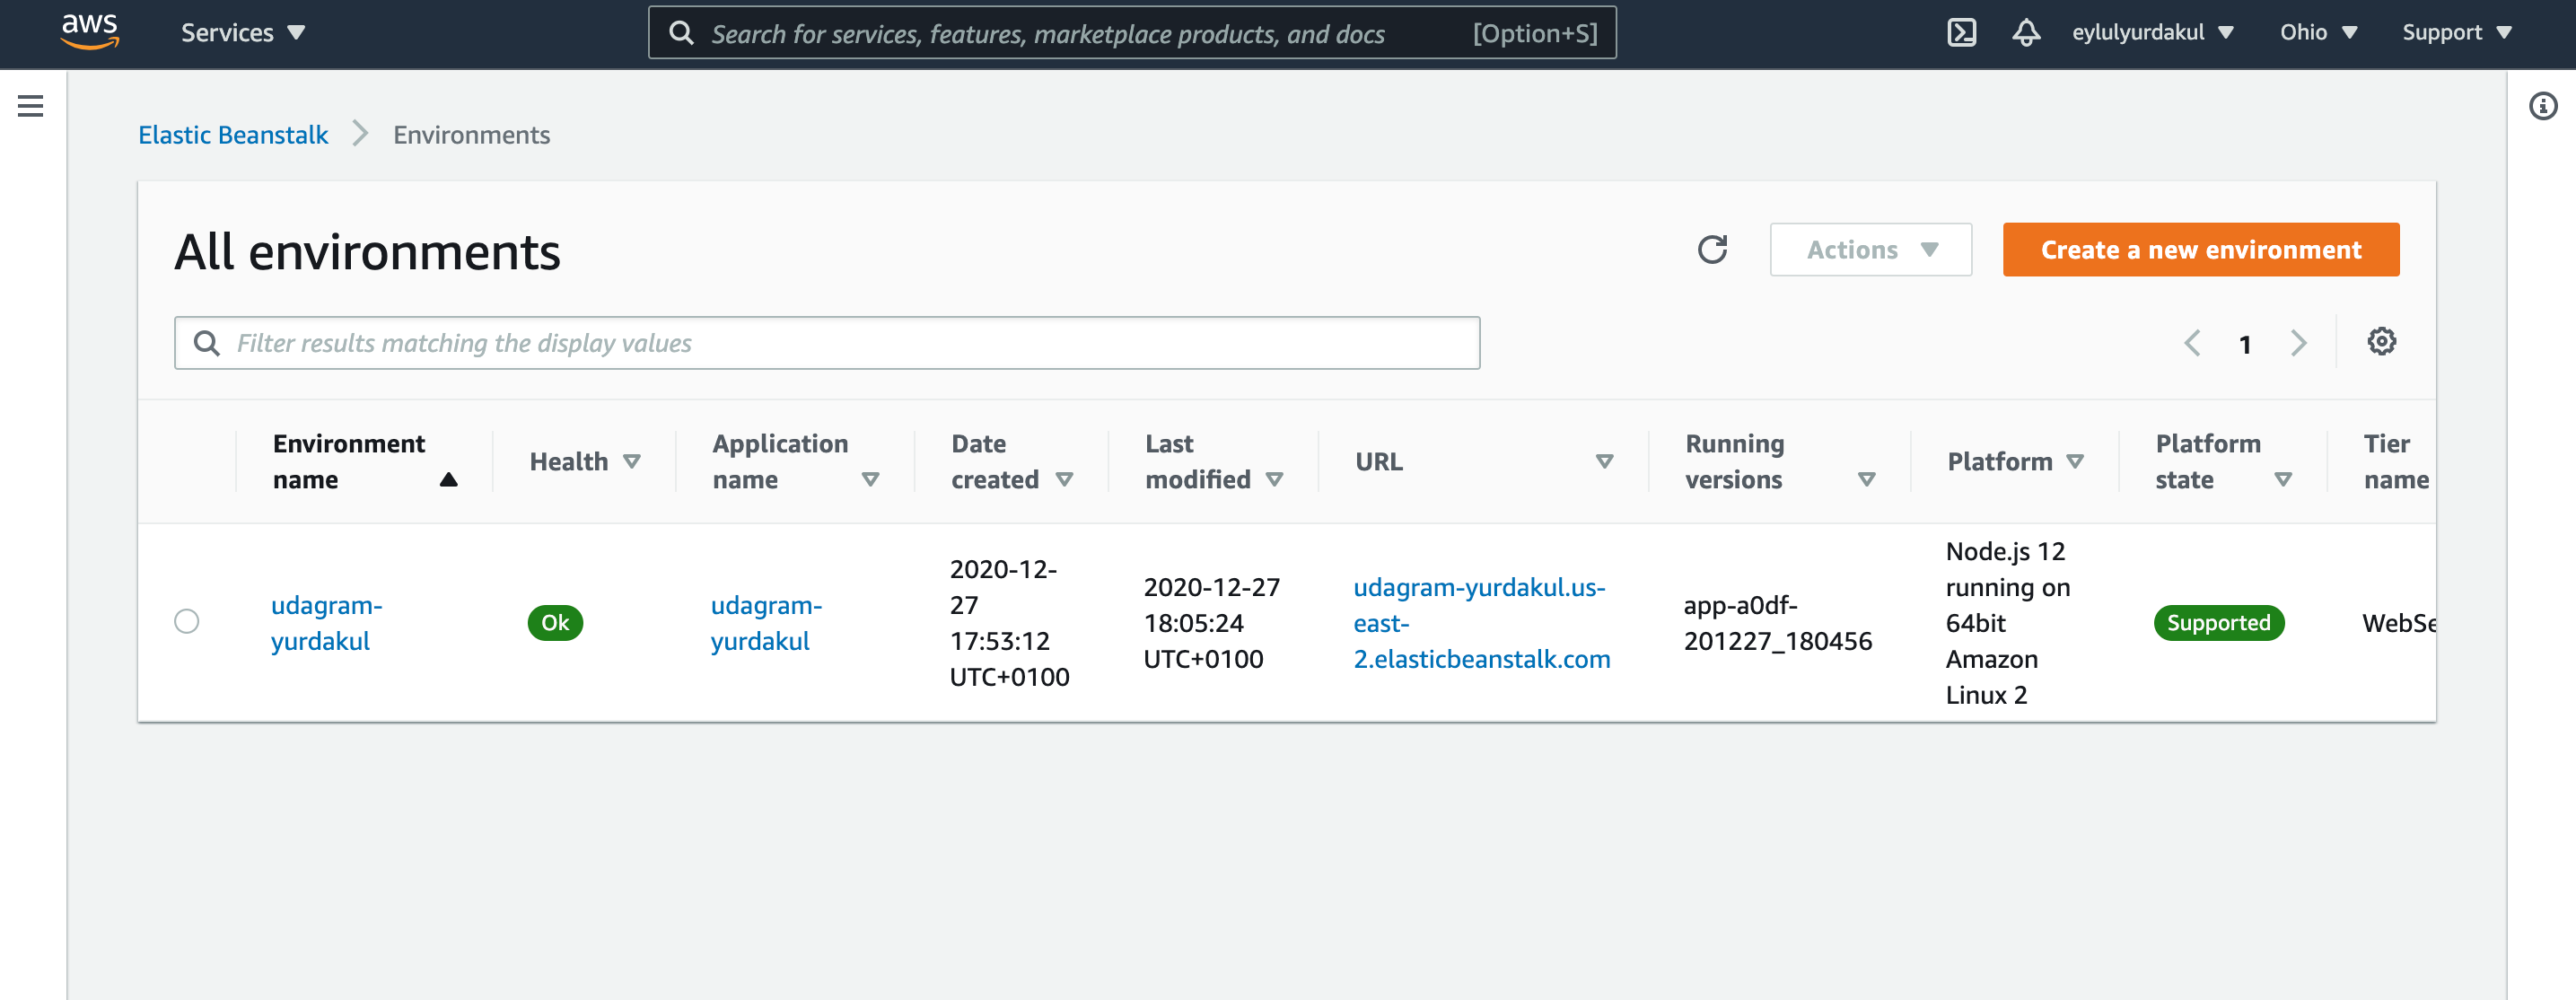 aws
Services
Search for services, features, marketplace products, and docs
[Option+S]
eylulyurdakul
Ohio
Support
Elastic Beanstalk
Environments
All environments
Actions
Create a new environment
Filter results matching the display values
1
Environment
name
Health
Application
name
Date
created
Last
modified
URL
Running
versions
Platform
Platform
state
Tier
name
udagram-
yurdakul
Ok
udagram-
yurdakul
2020-12-
27
17:53:12
UTC+0100
2020-12-27
18:05:24
UTC+0100
udagram-yurdakul.us-
east-
2.elasticbeanstalk.com
app-a0df-
201227_180456
Node.js 12
running on
64bit
Amazon
Linux 2
Supported
WebSe